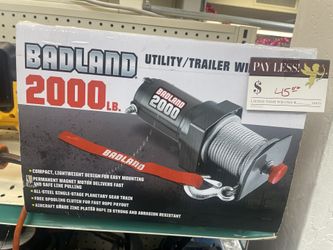 BADLAND
UTILITY/TRAILER WI
PAY LESS!
$ 45
2000 LB.
BADLAND
2000
BADLAND
• COMPACT, LIGHTWEIGHT DESIGN FOR EASY MOUNTING
PERMANENT MAGNET MOTOR DELIVERS FAST
AND SAFE LINE PULLING
• ALL-STEEL SINGLE-STAGE PLANETARY GEAR TRAIN
• FREE SPOOLING CLUTCH FOR FAST ROPE PAYOUT
• AIRCRAFT GRADE ZINC PLATED ROPE IS STRONG AND ABRASION RESISTANT